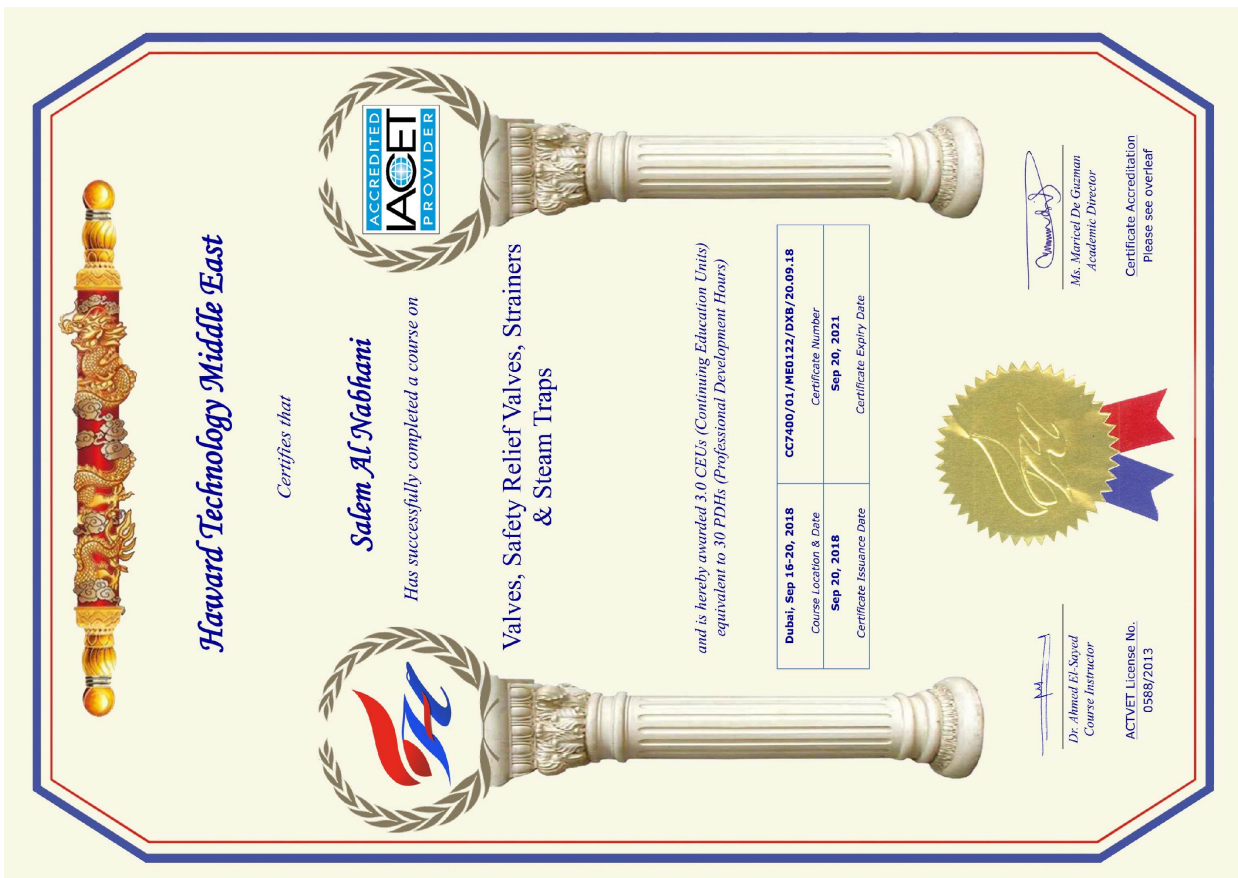 Haward Technology Middle East
Certifies that
Salem Al Nabhani
Has successfully completed a course on
ACCREDITED
IACET
PROVIDER
Valves, Safety Relief Valves, Strainers
& Steam Traps
and is hereby awarded 3.0 CEUs (Continuing Education Units)
equivalent to 30 PDHs (Professional Development Hours)
Dubai, Sep 16-20, 2018 CC7400/01/ME0122/DXB/20.09.18
Course Location & Date Certificate Number
Sep 20, 2018 Sep 20, 2021
Certificate Issuance Date Certificate Expiry Date
Dr. Ahmed El-Sayed
Course Instructor
Ms. Maricel De Guzman
Academic Director
ACTVET License No.
0588/2013
Certificate Accreditation
Please see overleaf